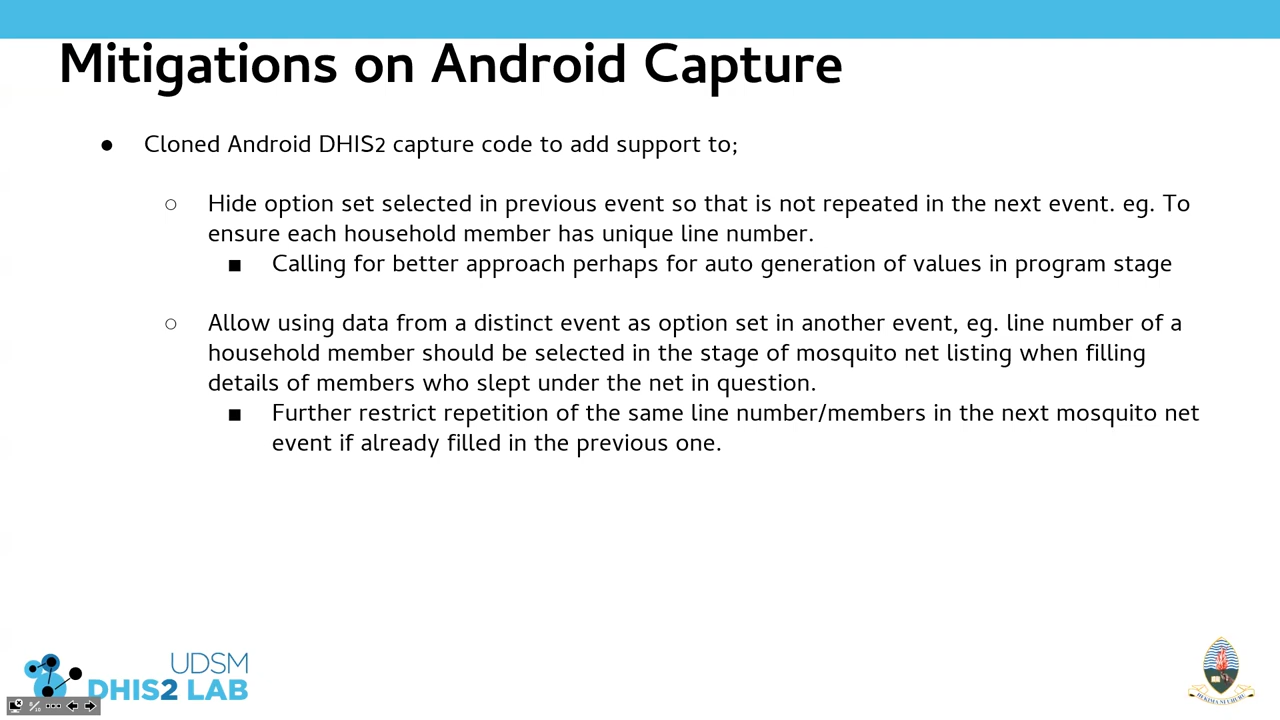 Mitigations on Android Capture
● Cloned Android DHIS2 capture code to add support to;
○ Hide option set selected in previous event so that is not repeated in the next event. eg. To
ensure each household member has unique line number.
■ Calling for better approach perhaps for auto generation of values in program stage
○ Allow using data from a distinct event as option set in another event, eg. line number of a
household member should be selected in the stage of mosquito net listing when filling
details of members who slept under the net in question.
■ Further restrict repetition of the same line number/members in the next mosquito net
event if already filled in the previous one.
UDSM
DHIS2 LAB
HEKIMA NI UHURU